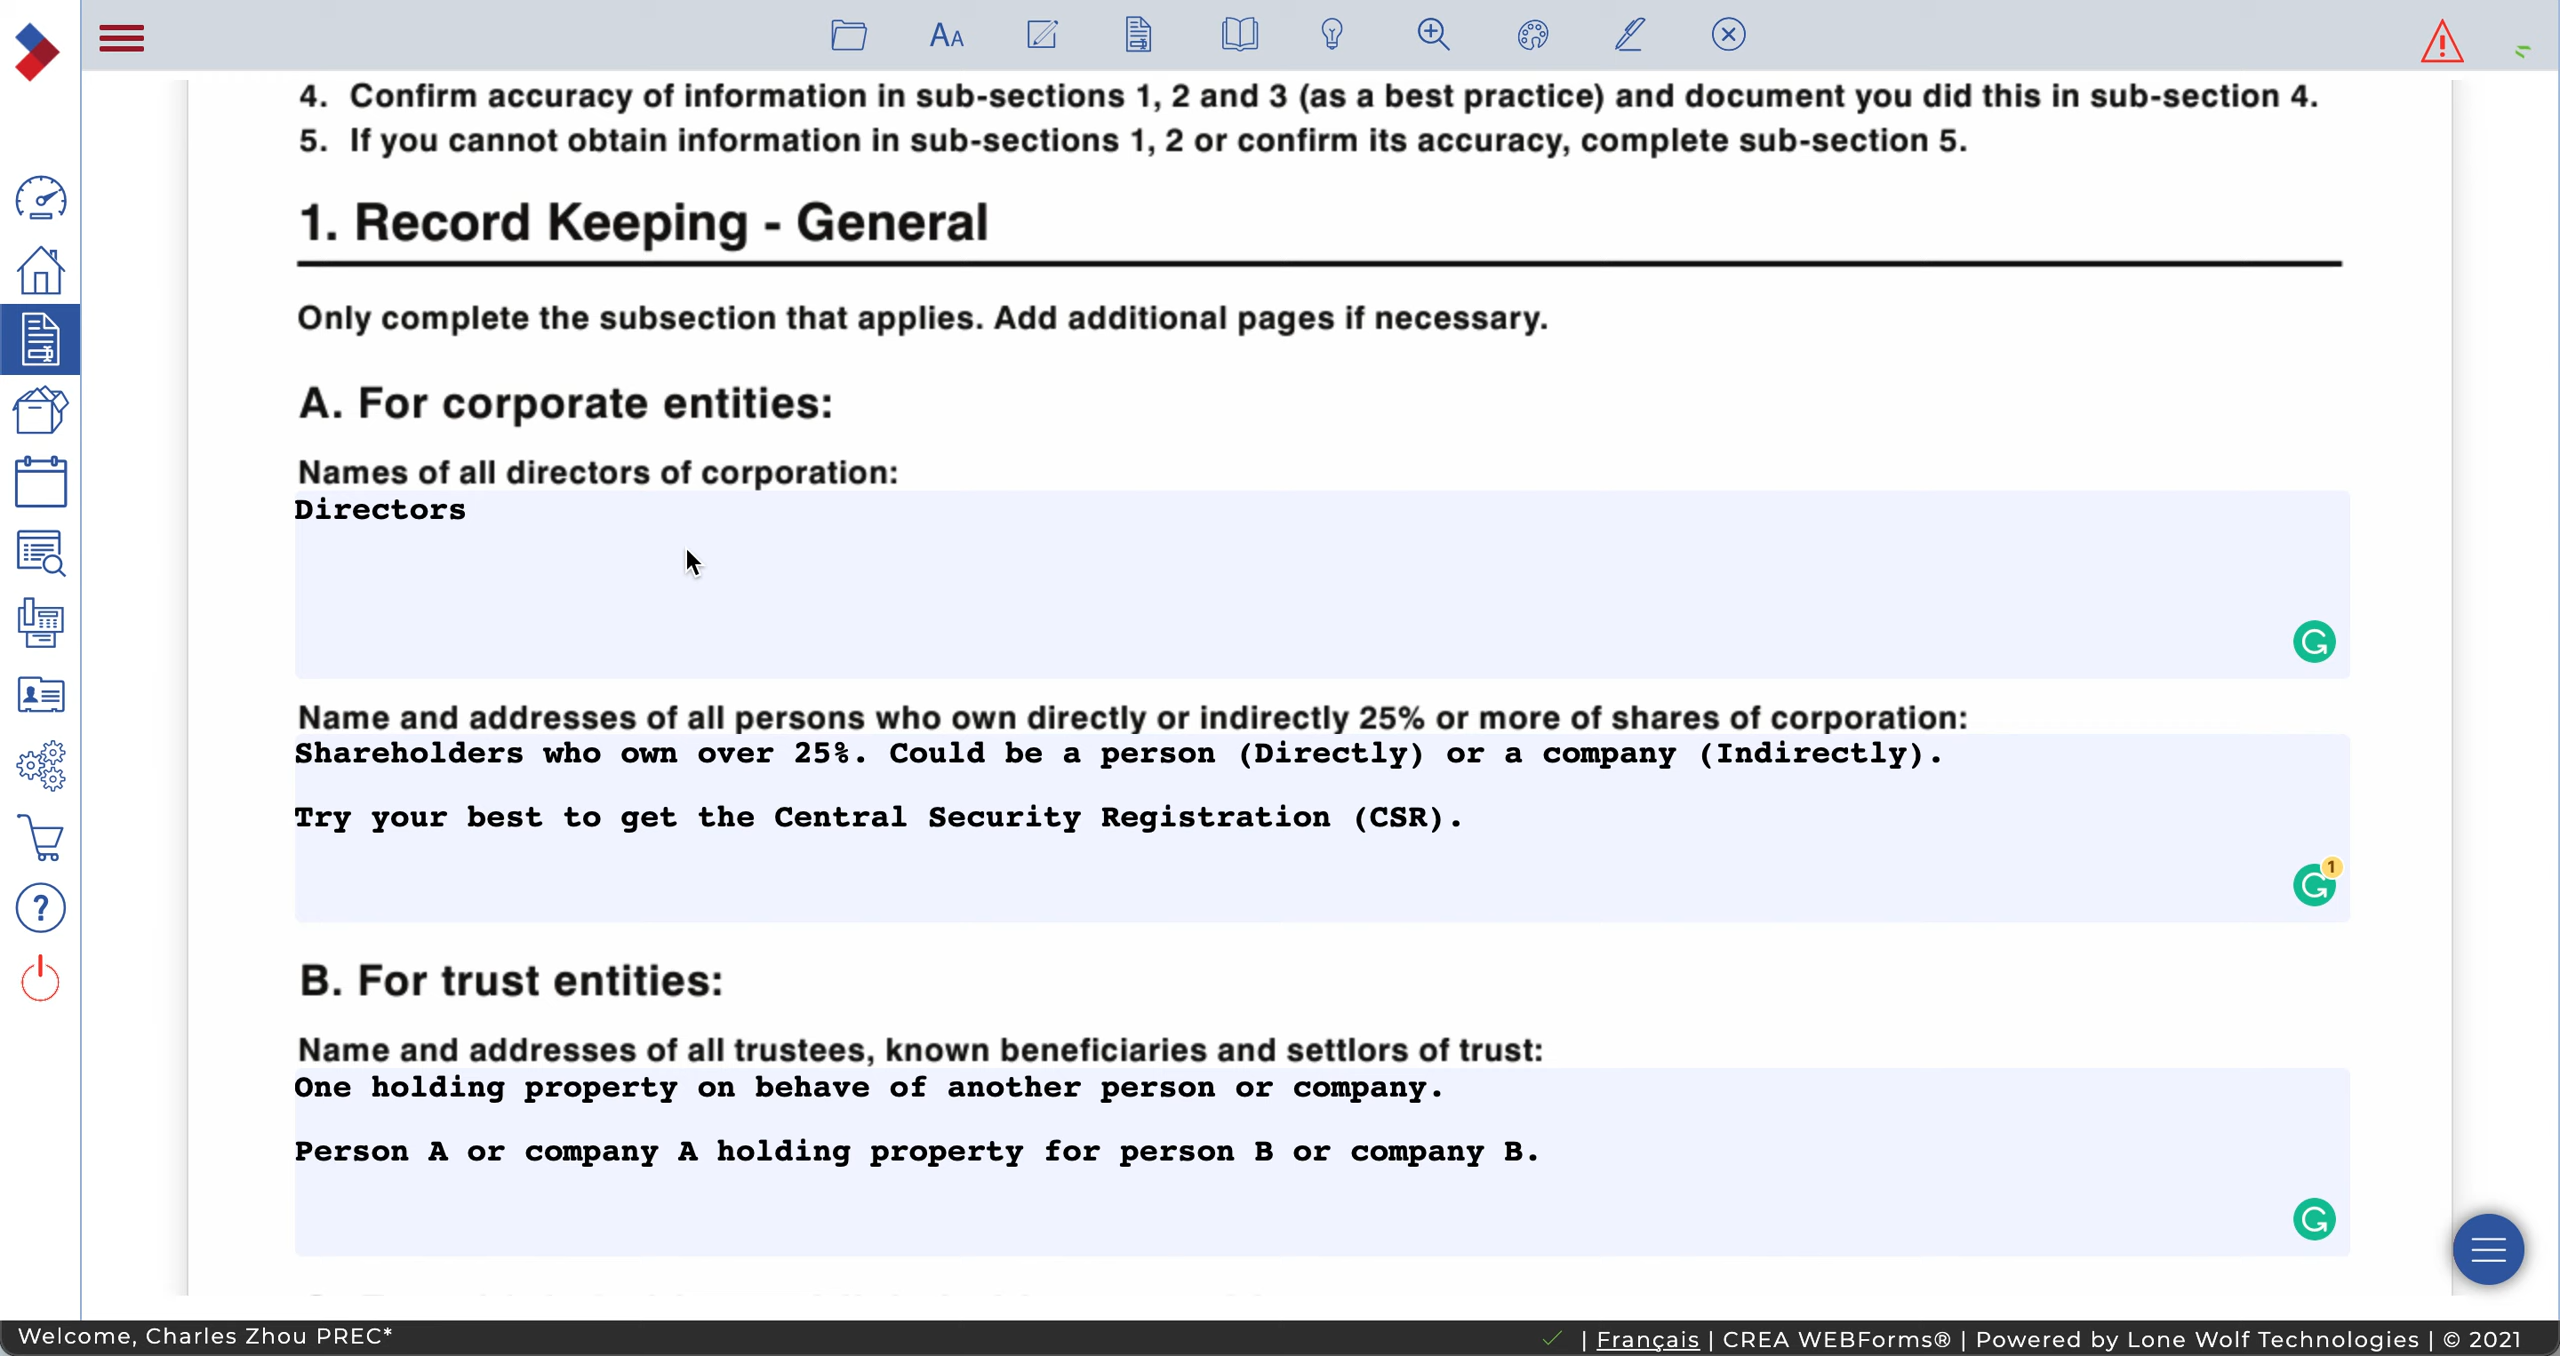 AA
4. Confirm accuracy of information in sub-sections 1, 2 and 3 (as a best practice) and document you did this in sub-section 4.
5. If you cannot obtain information in sub-sections 1, 2 or confirm its accuracy, complete sub-section 5.
1. Record Keeping - General
Only complete the subsection that applies. Add additional pages if necessary.
A. For corporate entities:
Names of all directors of corporation:
Directors
Name and addresses of all persons who own directly or indirectly 25% or more of shares of corporation:
Shareholders who own over 25%. Could be a person (Directly) or a company (Indirectly).
Try your best to get the Central Security Registration (CSR).
1
B. For trust entities:
Name and addresses of all trustees, known beneficiaries and settlors of trust:
One holding property on behave of another person or company.
Person A or company A holding property for person B or company B.
Welcome, Charles Zhou PREC*
| Français | CREA WEBForms® | Powered by Lone Wolf Technologies | © 2021